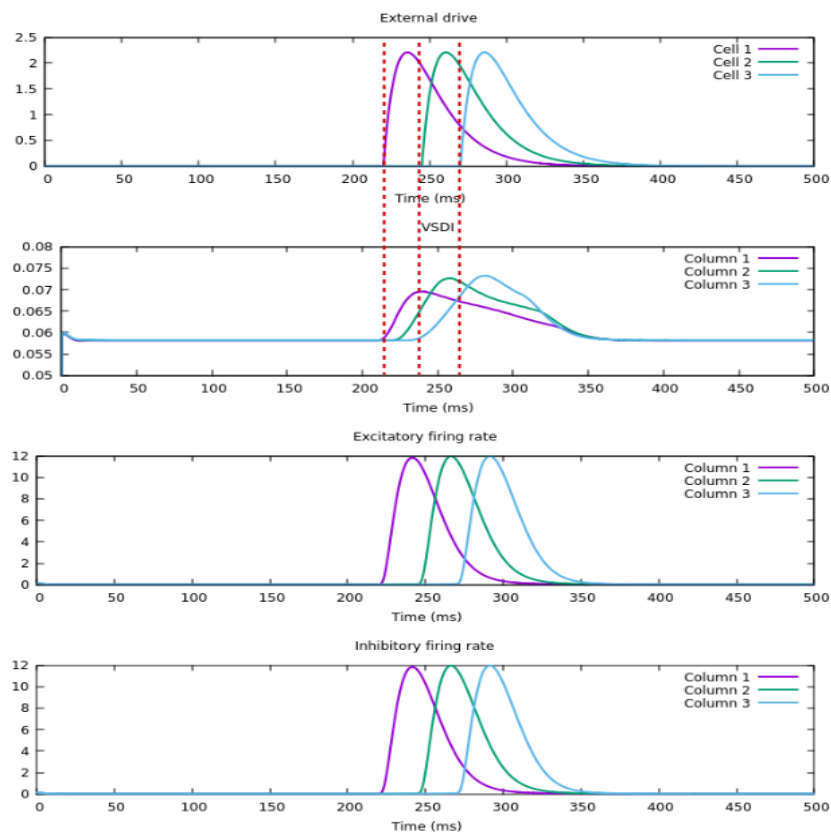 External drive
2.5
2
1.5
1
0.5
0
Cell 1
Cell 2
Cell 3
0 50 100 150 200 250 300 350 400 450 500
Time (ms)
VSDI
0.08
0.075
0.07
0.065
0.06
0.055
0.05
Column 1
Column 2
Column 3
0 50 100 150 200 250 300 350 400 450 500
Time (ms)
Excitatory firing rate
12
10
8
6
4
2
0
Column 1
Column 2
Column 3
0 50 100 150 200 250 300 350 400 450 500
Time (ms)
Inhibitory firing rate
12
10
8
6
4
2
0
Column 1
Column 2
Column 3
0 50 100 150 200 250 300 350 400 450 500
Time (ms)